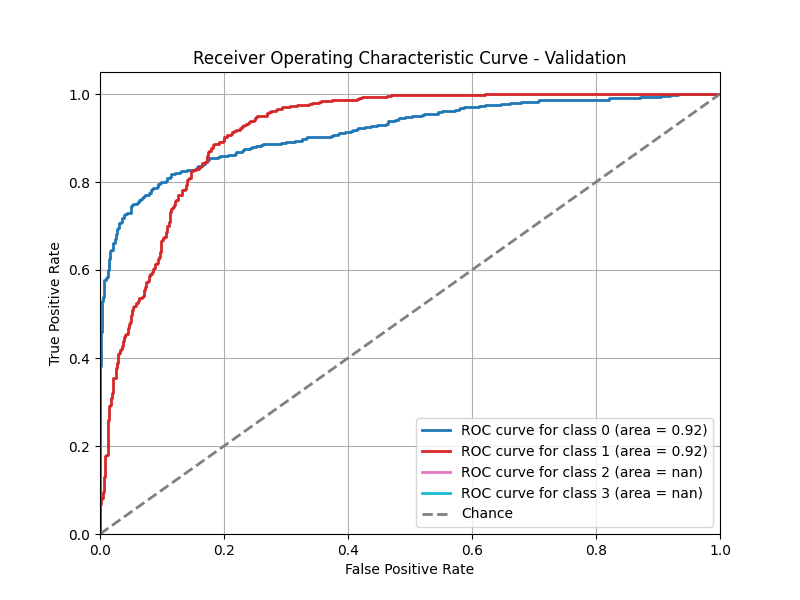 Receiver Operating Characteristic Curve - Validation
True Positive Rate
1.0
0.8
0.6
0.4
0.2
0.0
ROC curve for class 0 (area = 0.92)
ROC curve for class 1 (area = 0.92)
ROC curve for class 2 (area = nan)
ROC curve for class 3 (area = nan)
Chance
0.0 0.2 0.4 0.6 0.8 1.0
False Positive Rate